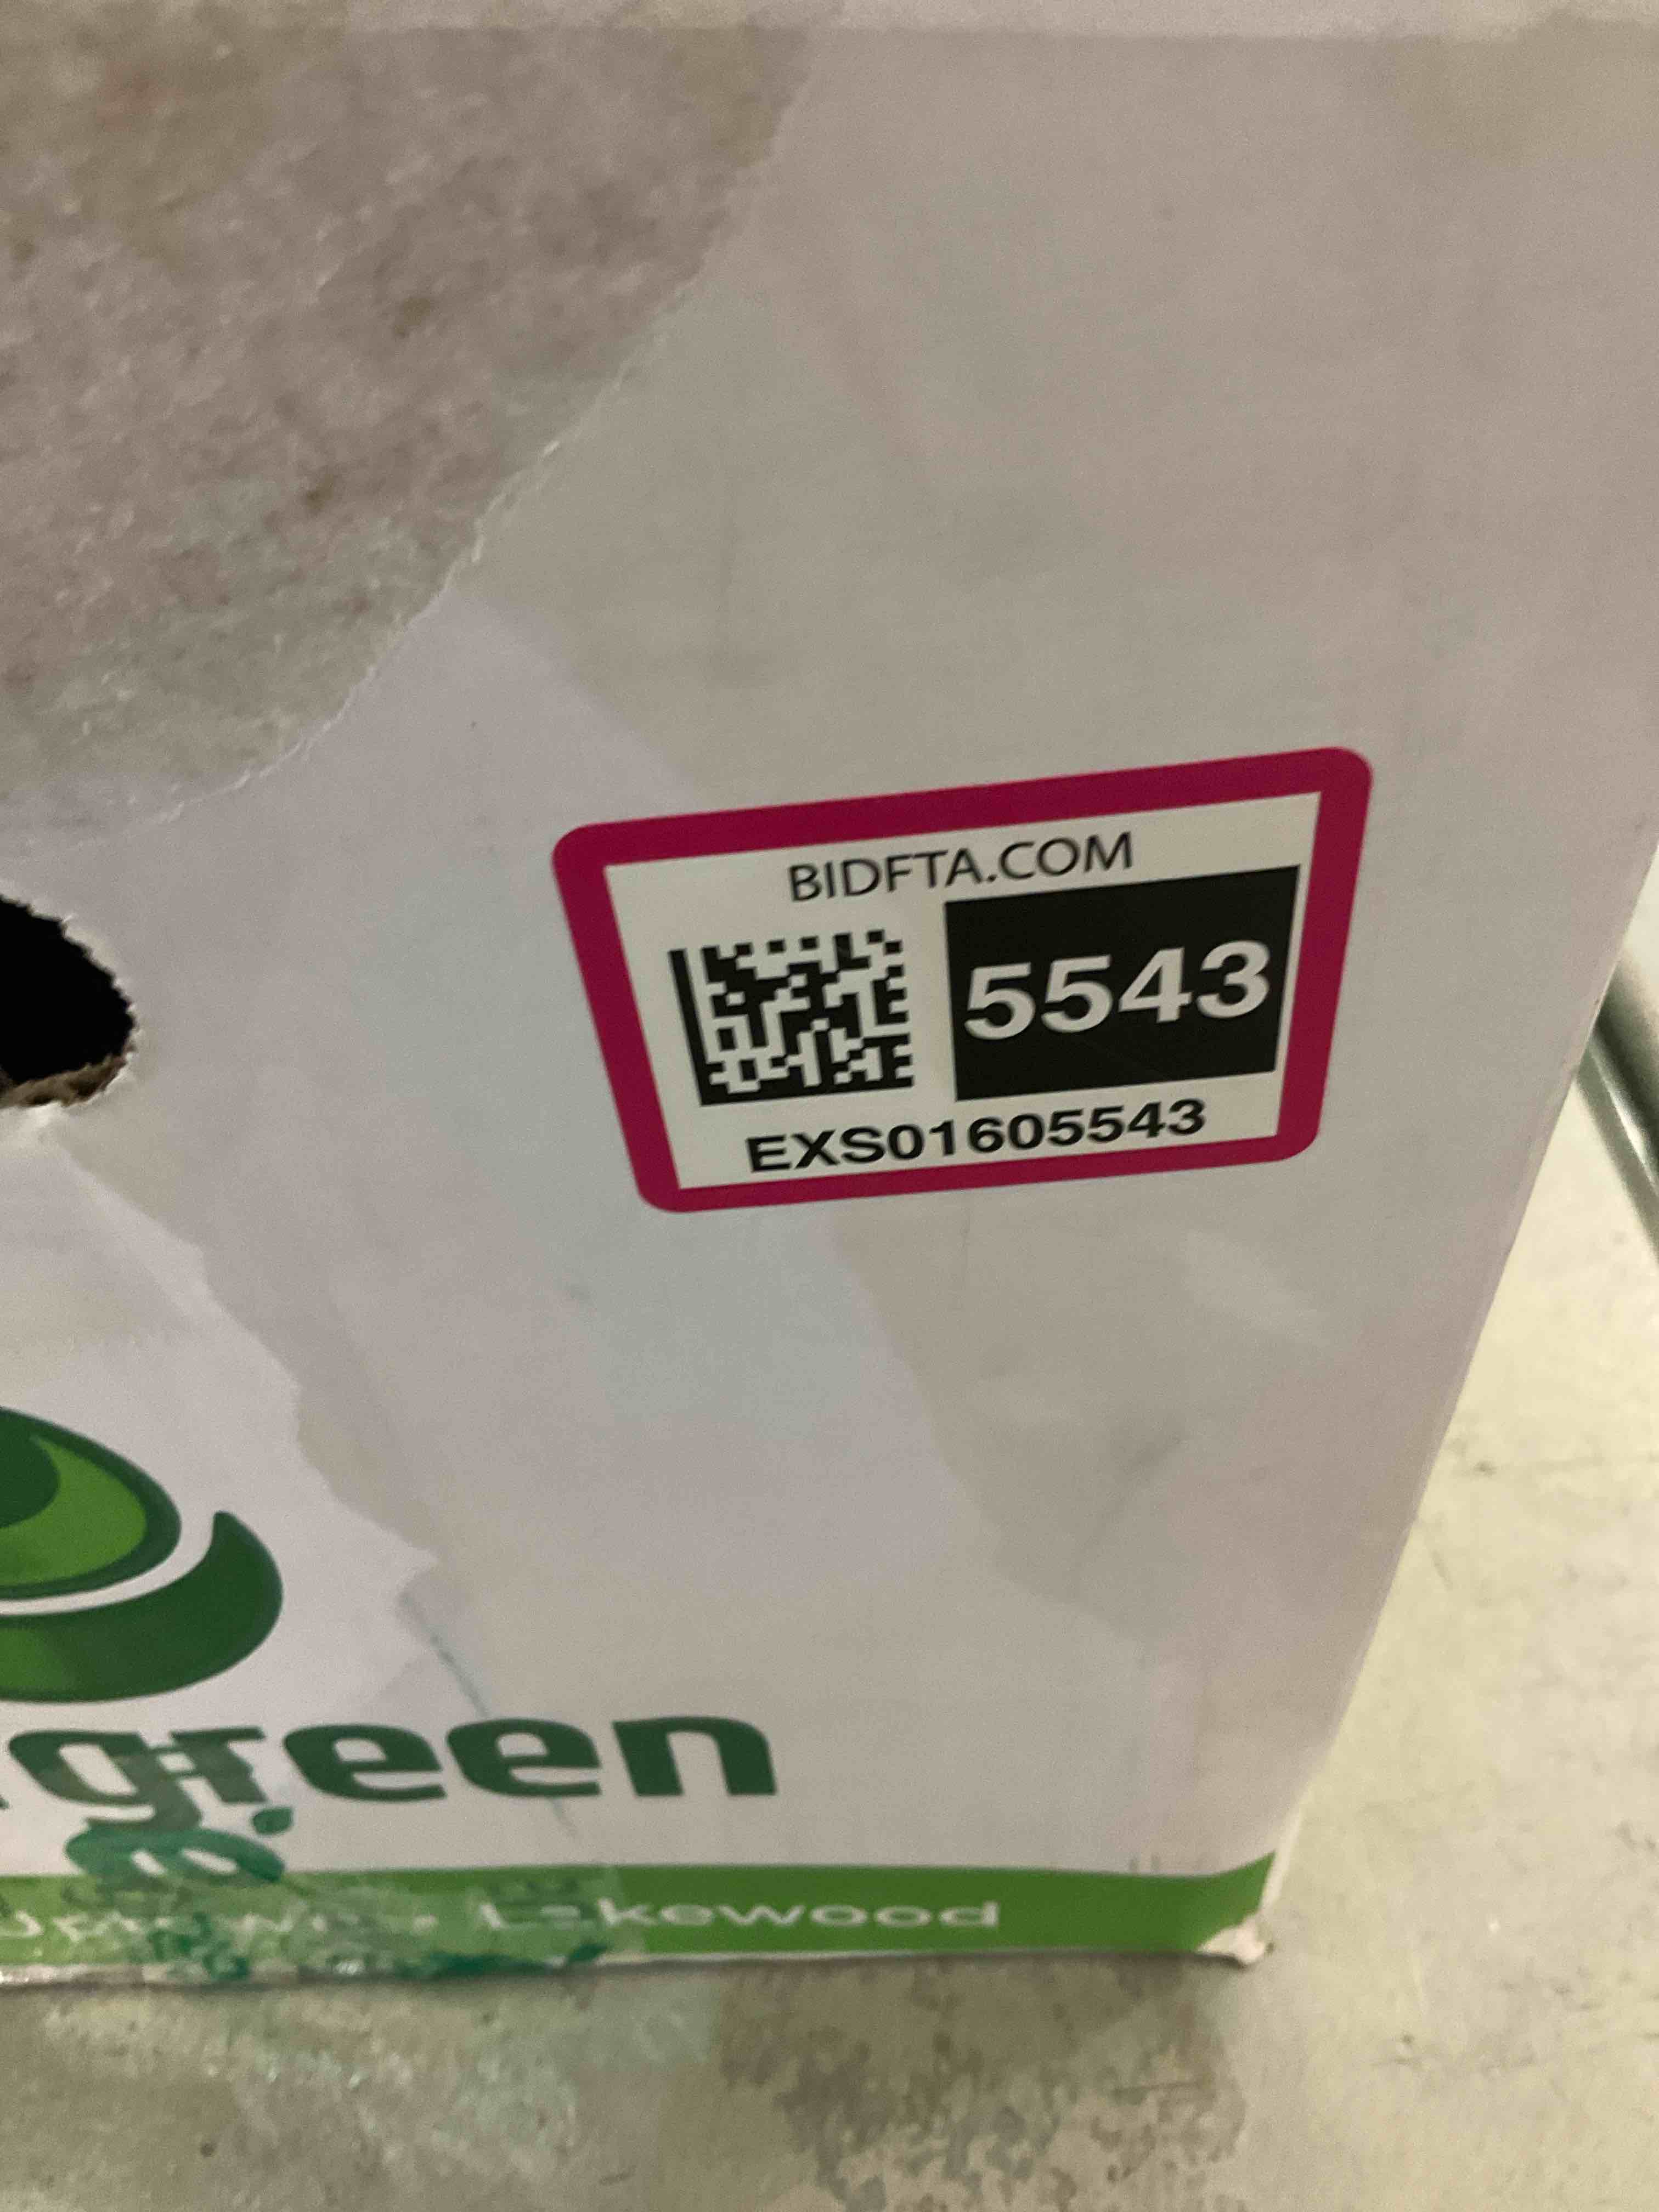 BIDFTA.COM
5543
EXS01605543
green
Lakewood